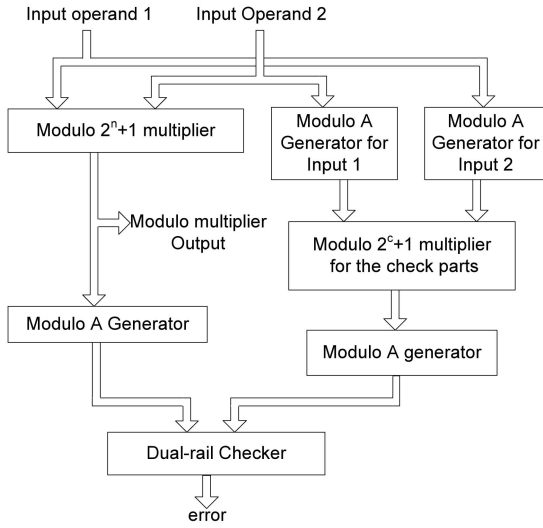 Input operand 1
Input Operand 2
Modulo 2ⁿ+1 multiplier
Modulo A
Generator for
Input 1
Modulo A
Generator for
Input 2
Modulo multiplier
Output
Modulo 2ᶜ+1 multiplier
for the check parts
Modulo A Generator
Modulo A generator
Dual-rail Checker
error